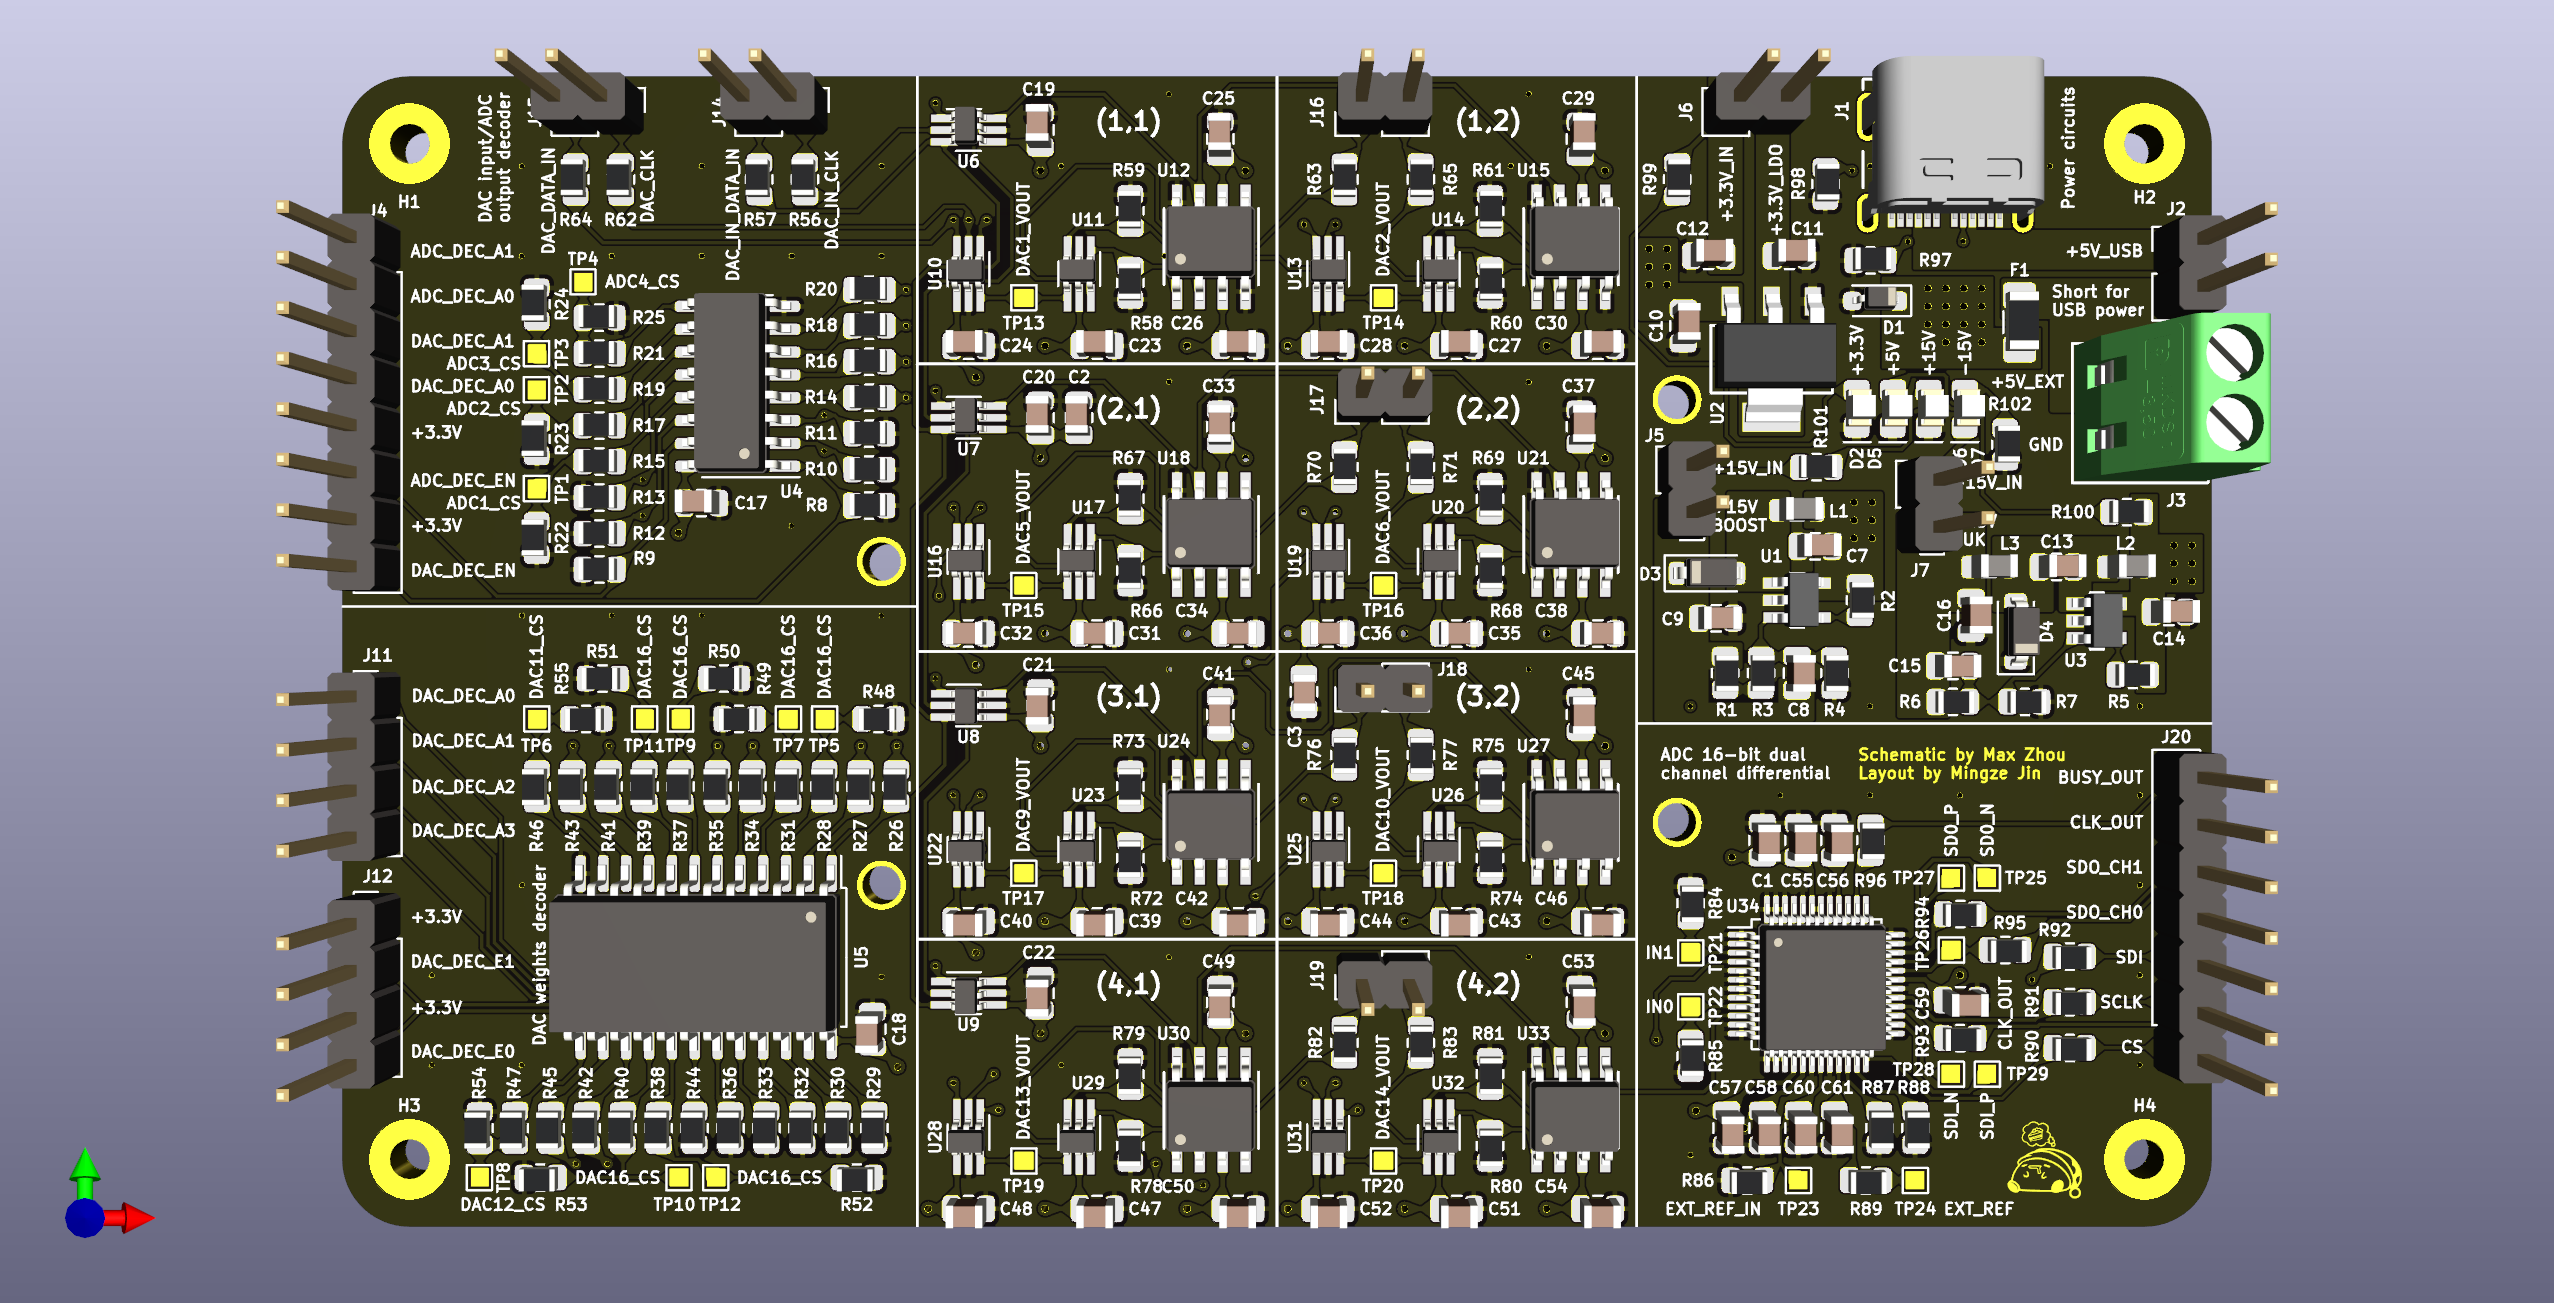 DAC input/ADC
output decoder
H1
J4
ADC_DEC_A1
ADC_DEC_A0
DAC_DEC_A1
ADC3_CS
DAC_DEC_A0
ADC2_CS
+3.3V
ADC_DEC_EN
ADC1_CS
+3.3V
DAC_DEC_EN
DAC_DATA_IN
DAC_CLK
R64
R62
DAC_IN_DATA_IN
DAC_IN_CLK
R57
R56
TP4
ADC4_CS
R24
TP3
TP2
R23
TP1
R22
R25
R21
R19
R17
R15
R13
R12
R9
R20
R18
R16
R14
R11
R10
R8
U4
C17
J11
DAC_DEC_A0
DAC_DEC_A1
DAC_DEC_A2
DAC_DEC_A3
J12
+3.3V
DAC_DEC_E1
+3.3V
DAC_DEC_E0
H3
DAC11_CS
R55
R51
DAC16_CS
DAC16_CS
R50
R49
DAC16_CS
DAC16_CS
R48
TP6
TP11
TP9
TP7
TP5
R46
R43
R41
R39
R37
R35
R34
R31
R28
R27
R26
DAC weights decoder
U5
C18
R54
R47
R45
R42
R40
R38
R44
R36
R33
R32
R30
R29
TP8
DAC12_CS
R53
DAC16_CS
TP10
TP12
DAC16_CS
R52
C19
U6
(1,1)
C25
R59
U12
DAC1_VOUT
U11
U10
TP13
R58
C26
C24
C23
J16
(1,2)
C29
R63
R65
R61
U15
DAC2_VOUT
U14
U13
TP14
R60
C30
C28
C27
C20
C2
U7
(2,1)
C33
R67
U18
DAC5_VOUT
U17
U16
TP15
R66
C34
C32
C31
J17
(2,2)
C37
R70
R71
R69
U21
DAC6_VOUT
U20
U19
TP16
R68
C38
C36
C35
C21
U8
(3,1)
C41
R73
U24
DAC9_VOUT
U23
U22
TP17
R72
C42
C40
C39
J18
C3
(3,2)
C45
R76
R77
R75
U27
DAC10_VOUT
U26
U25
TP18
R74
C46
C44
C43
C22
U9
(4,1)
C49
R79
U30
DAC13_VOUT
U29
U28
TP19
R78
C50
C48
C47
J19
(4,2)
C53
R82
R83
R81
U33
DAC14_VOUT
U32
U31
TP20
R80
C54
C52
C51
J6
J1
Power circuits
H2
R99
+3.3V_IN
+3.3V_LDO
R98
C12
C11
R97
J2
+5V_USB
F1
Short for
USB power
C10
D1
+3.3V
+5V
+15V
-15V
+5V_EXT
U2
R101
R102
GND
J5
+15V_IN
D2
D5
J3
R100
L1
BOOST
C7
U1
D3
C9
R2
J7
L3
C13
L2
C16
D4
U3
C14
C15
R6
R7
R5
R1
R3
C8
R4
ADC 16-bit dual
channel differential
Schematic by Max Zhou
Layout by Mingze Jin
J20
BUSY_OUT
CLK_OUT
SDO_CH1
SDO_CH0
SDI
SCLK
CS
SDO_P
SDO_N
C1
C55
C56
R96
TP27
TP25
R84
U34
R94
R95
R92
IN1
TP21
TP26
IN0
TP22
C59
CLK_OUT
R91
R85
R93
R90
TP28
TP29
C57
C58
C60
C61
R87
R88
SDI_N
SDI_P
H4
R86
EXT_REF_IN
TP23
R89
TP24
EXT_REF